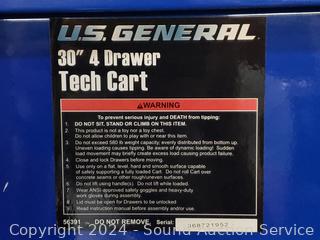 U.S. GENERAL
30" 4 Drawer
Tech Cart
WARNING
To prevent serious injury and DEATH from tipping:
1. DO NOT SIT, STAND OR CLIMB ON THIS ITEM.
2. This product is not a toy nor a toy chest.
Do not allow children to play with or near this item.
3. Do not exceed 580 lb weight capacity; evenly distributed from bottom up.
Uneven loading causes tipping. Be aware of dynamic loading! Sudden
load movement may briefly create excess load causing product failure.
4. Close and lock Drawers before moving.
5. Use only on a flat, level, hard and smooth surface capable
of safely supporting a fully loaded Cart. Do not roll Cart over
concrete seams or other rough/uneven surfaces.
6. Do not lift using handle(s). Do not lift while loaded.
7. Wear ANSI-approved safety goggles and heavy-duty
work gloves during assembly.
8. Lid must be open for Drawers to be unlocked.
9. Read instruction manual before assembly and/or use.
56391 DO NOT REMOVE. Serial: 368721952
Copyright 2024 - Sound Auction Service